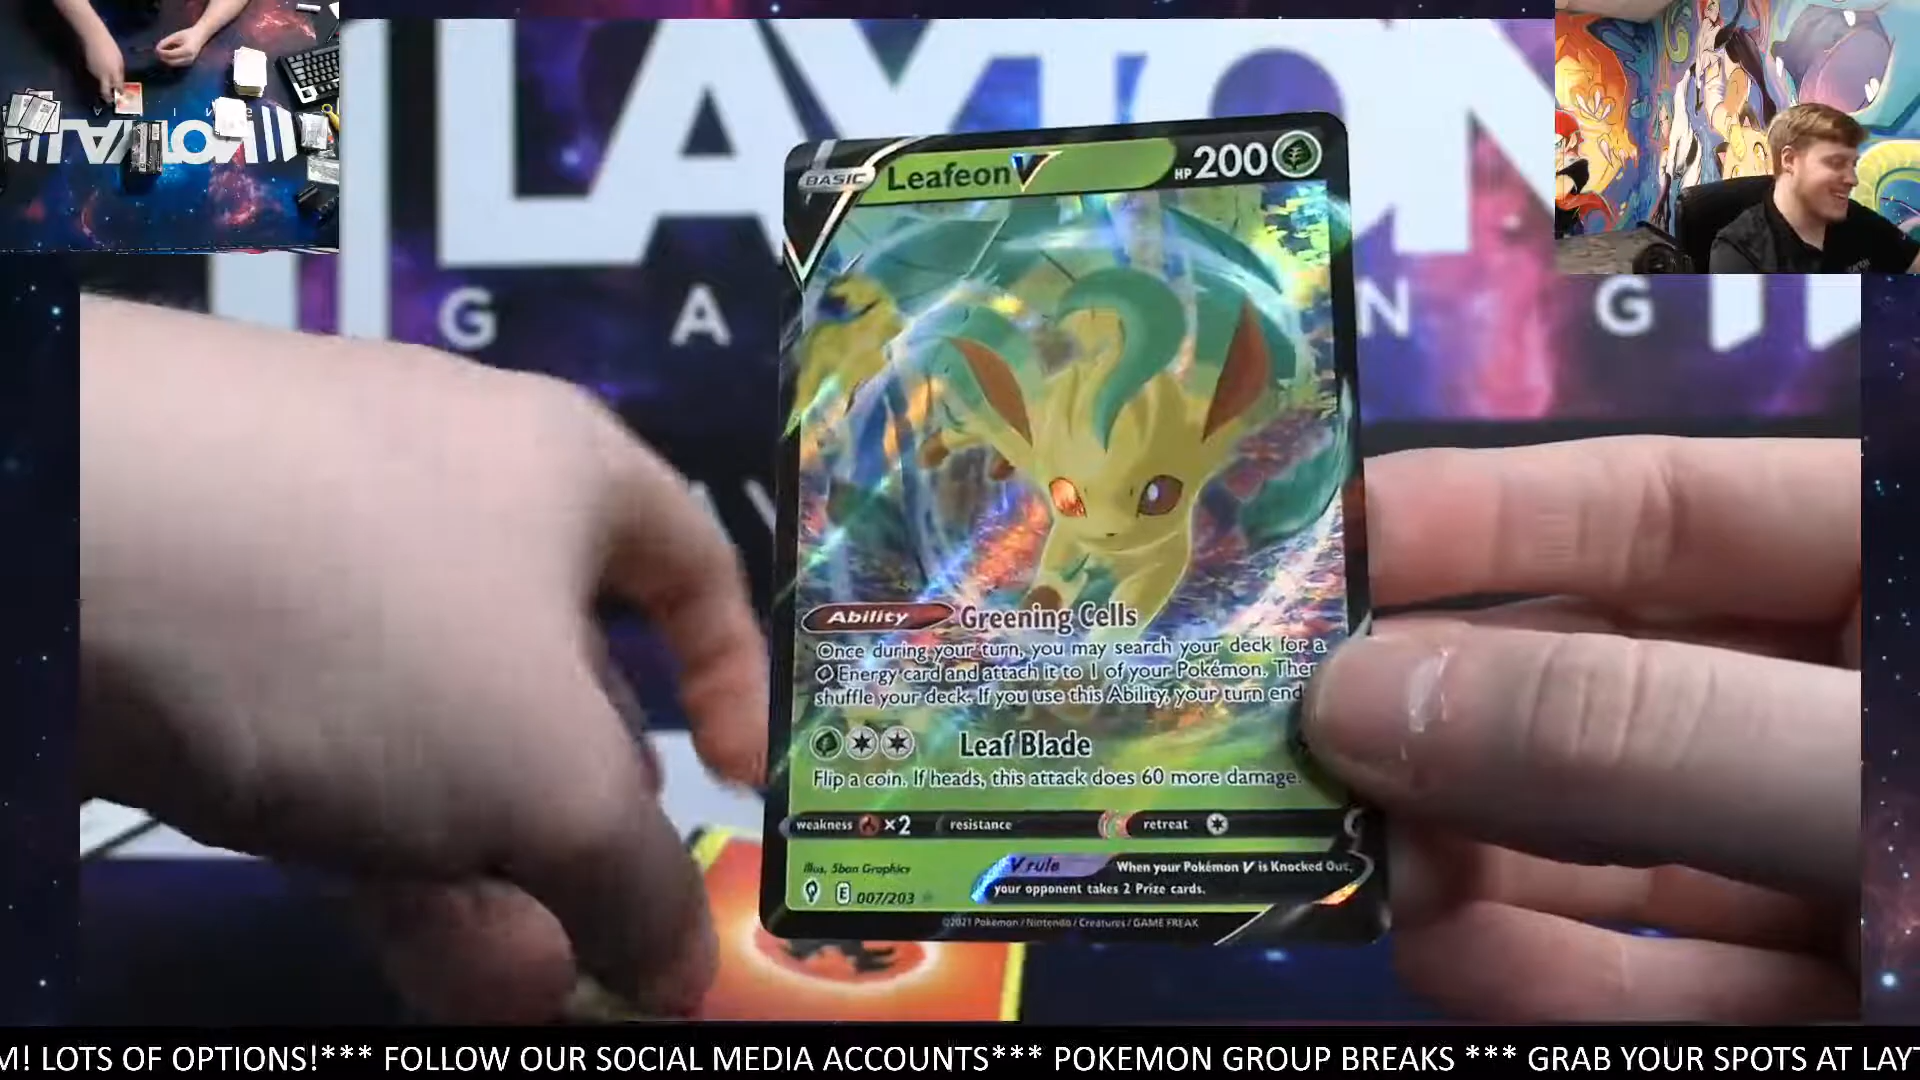 LAYTON
G A N G
BASIC Leafeon V HP 200
Ability Greening Cells
Once during your turn, you may search your deck for a
Energy card and attach it to 1 of your Pokémon. Then
shuffle your deck. If you use this Ability, your turn end
Leaf Blade
Flip a coin. If heads, this attack does 60 more damage.
weakness ×2 resistance retreat
Illus. 5ban Graphics
V rule When your Pokémon V is Knocked Out,
your opponent takes 2 Prize cards.
E 007/203
©2021 Pokémon / Nintendo / Creatures / GAME FREAK
M! LOTS OF OPTIONS!*** FOLLOW OUR SOCIAL MEDIA ACCOUNTS*** POKEMON GROUP BREAKS *** GRAB YOUR SPOTS AT LAYT